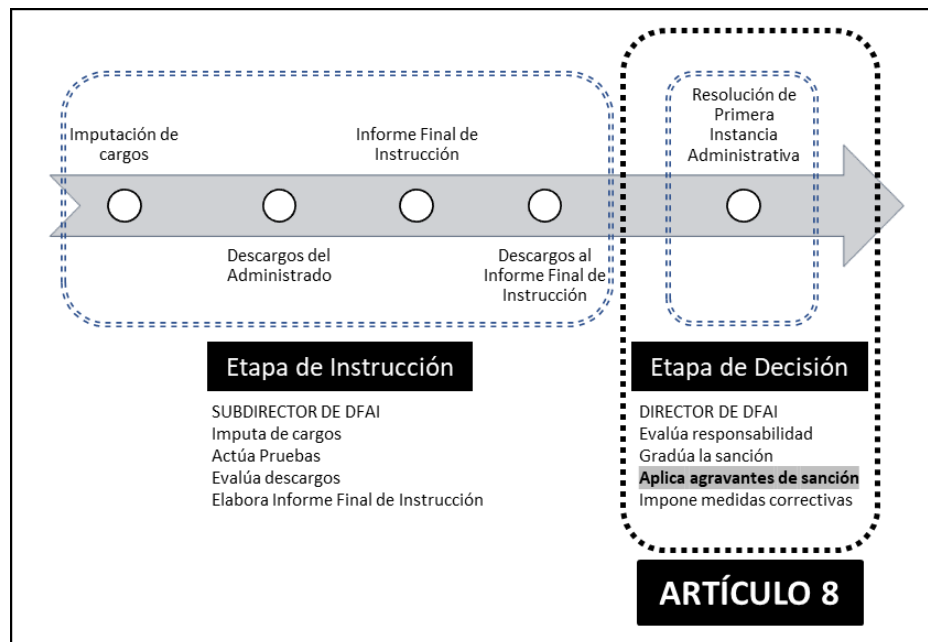 Imputación de
cargos
Descargos del
Administrado
Informe Final de
Instrucción
Descargos al
Informe Final de
Instrucción
Resolución de
Primera
Instancia
Administrativa
Etapa de Instrucción
SUBDIRECTOR DE DFAI
Imputa de cargos
Actúa Pruebas
Evalúa descargos
Elabora Informe Final de Instrucción
Etapa de Decisión
DIRECTOR DE DFAI
Evalúa responsabilidad
Gradúa la sanción
Aplica agravantes de sanción
Impone medidas correctivas
ARTÍCULO 8